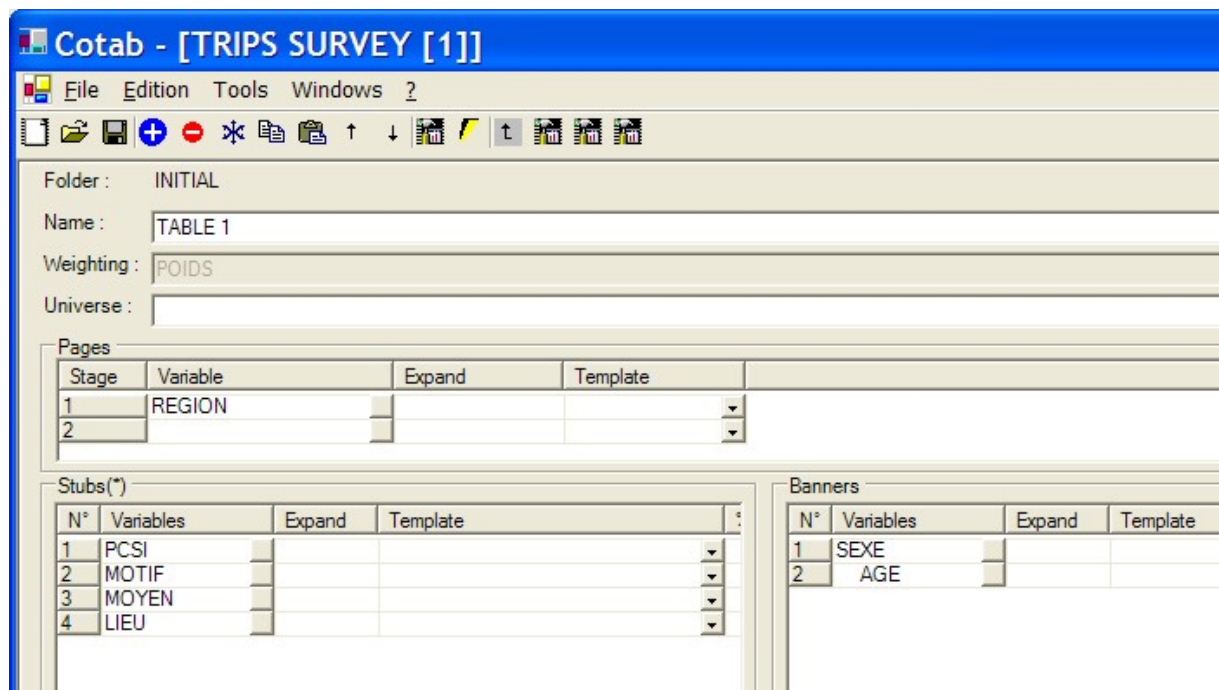 Cotab - [TRIPS SURVEY [1]]
File Edition Tools Windows ?
Folder : INITIAL
Name : TABLE 1
Weighting : POIDS
Universe :
Pages
Stage Variable Expand Template
1 REGION
2
Stubs(*)
N° Variables Expand Template
1 PCSI
2 MOTIF
3 MOYEN
4 LIEU
Banners
N° Variables Expand Template
1 SEXE
2 AGE